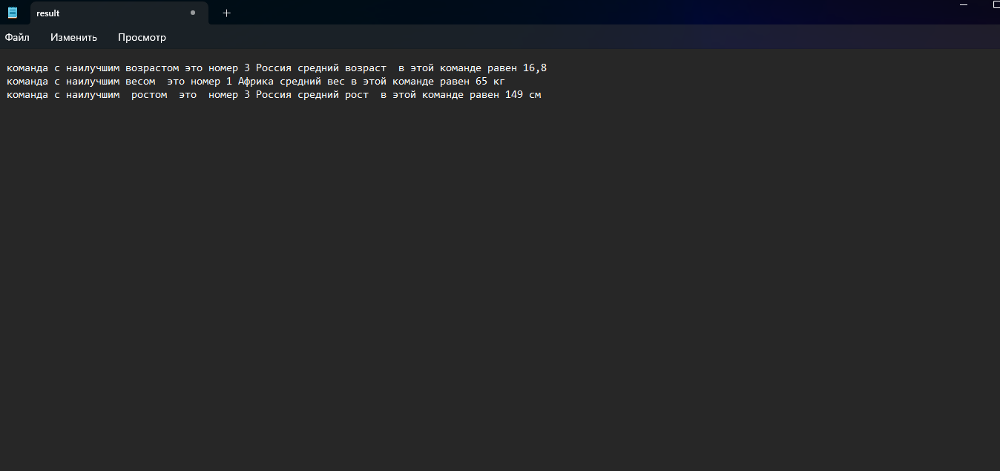 result
Файл Изменить Просмотр
команда с наилучшим возрастом это номер 3 Россия средний возраст  в этой команде равен 16,8
команда с наилучшим весом  это номер 1 Африка средний вес в этой команде равен 65 кг
команда с наилучшим  ростом  это  номер 3 Россия средний рост  в этой команде равен 149 см